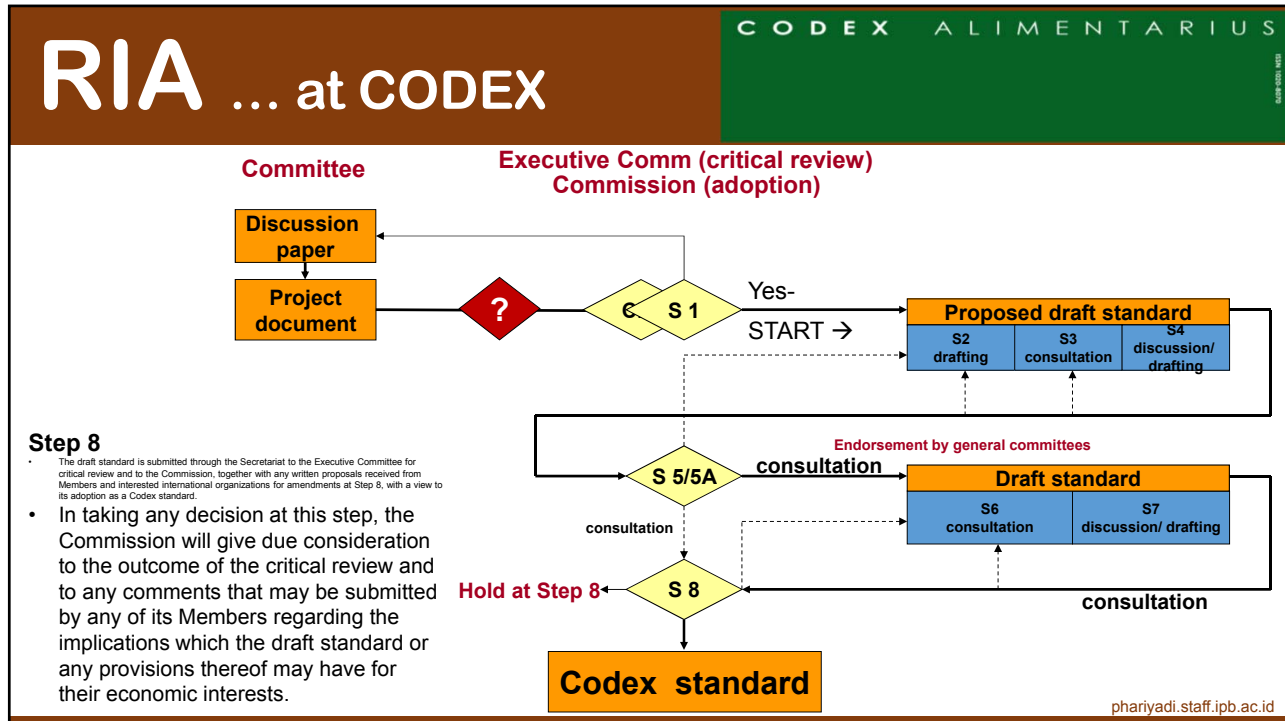 CODEX ALIMENTARIUS
ISSN 1020-8070
RIA ... at CODEX
Committee
Executive Comm (critical review)
Commission (adoption)
Discussion
paper
Project
document
?
C
S 1
Yes-
START →
Proposed draft standard
S2
drafting
S3
consultation
S4
discussion/
drafting
Step 8
• The draft standard is submitted through the Secretariat to the Executive Committee for
critical review and to the Commission, together with any written proposals received from
Members and interested international organizations for amendments at Step 8, with a view to
its adoption as a Codex standard.
• In taking any decision at this step, the
Commission will give due consideration
to the outcome of the critical review and
to any comments that may be submitted
by any of its Members regarding the
implications which the draft standard or
any provisions thereof may have for
their economic interests.
S 5/5A
Endorsement by general committees
consultation
Draft standard
S6
consultation
S7
discussion/ drafting
consultation
Hold at Step 8
S 8
consultation
Codex standard
phariyadi.staff.ipb.ac.id